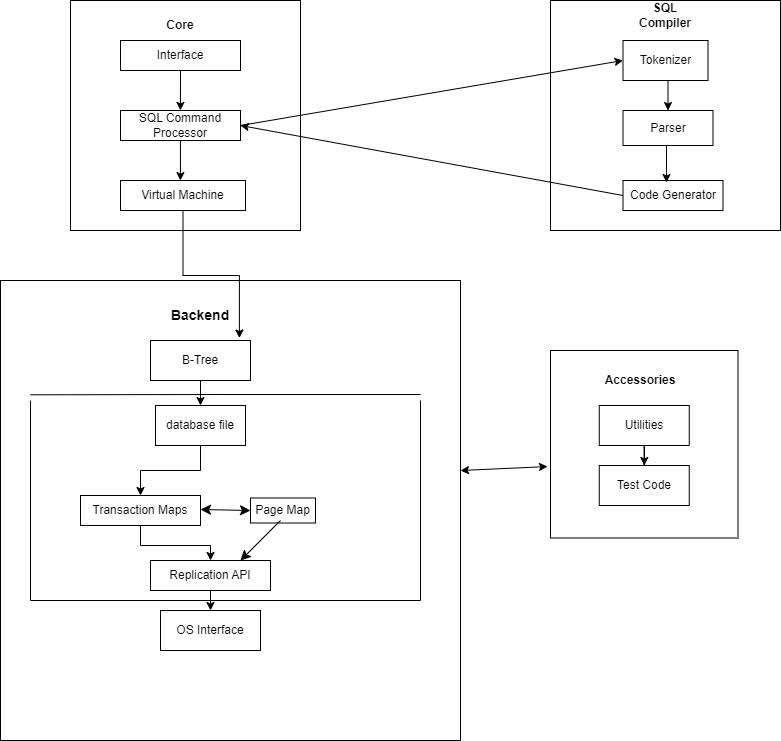 Core
Interface
SQL Command
Processor
Virtual Machine
SQL
Compiler
Tokenizer
Parser
Code Generator
Backend
B-Tree
database file
Transaction Maps
Page Map
Replication API
OS Interface
Accessories
Utilities
Test Code